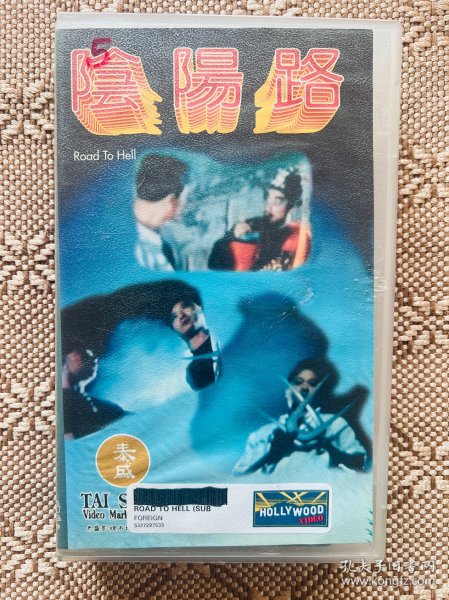 5
陰陽路
Road To Hell
泰盛
TAI S
Video Mark
ROAD TO HELL (SUB
FOREIGN
HOLLYWOOD
VIDEO
孔夫子旧书网
www.kongfz.com